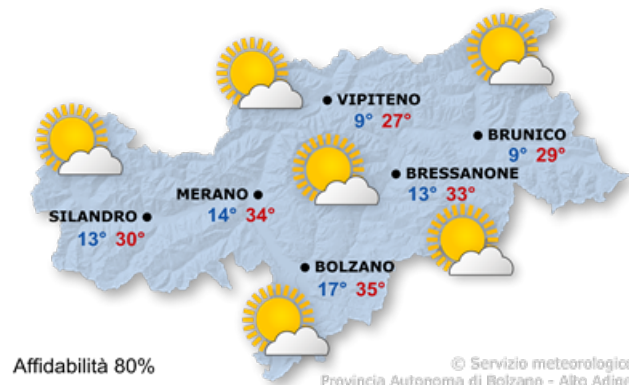 VIPITENO
9° 27°
BRUNICO
9° 29°
BRESSANONE
13° 33°
MERANO
14° 34°
SILANDRO
13° 30°
BOLZANO
17° 35°
Affidabilità 80%
© Servizio meteorologico
Provincia Autonoma di Bolzano - Alto Adige